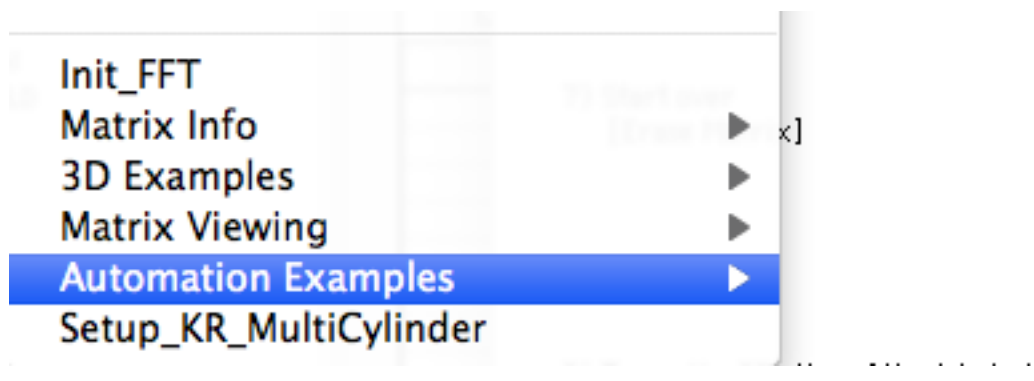 Init_FFT
Matrix Info
x]
3D Examples
Matrix Viewing
Automation Examples
Setup_KR_MultiCylinder